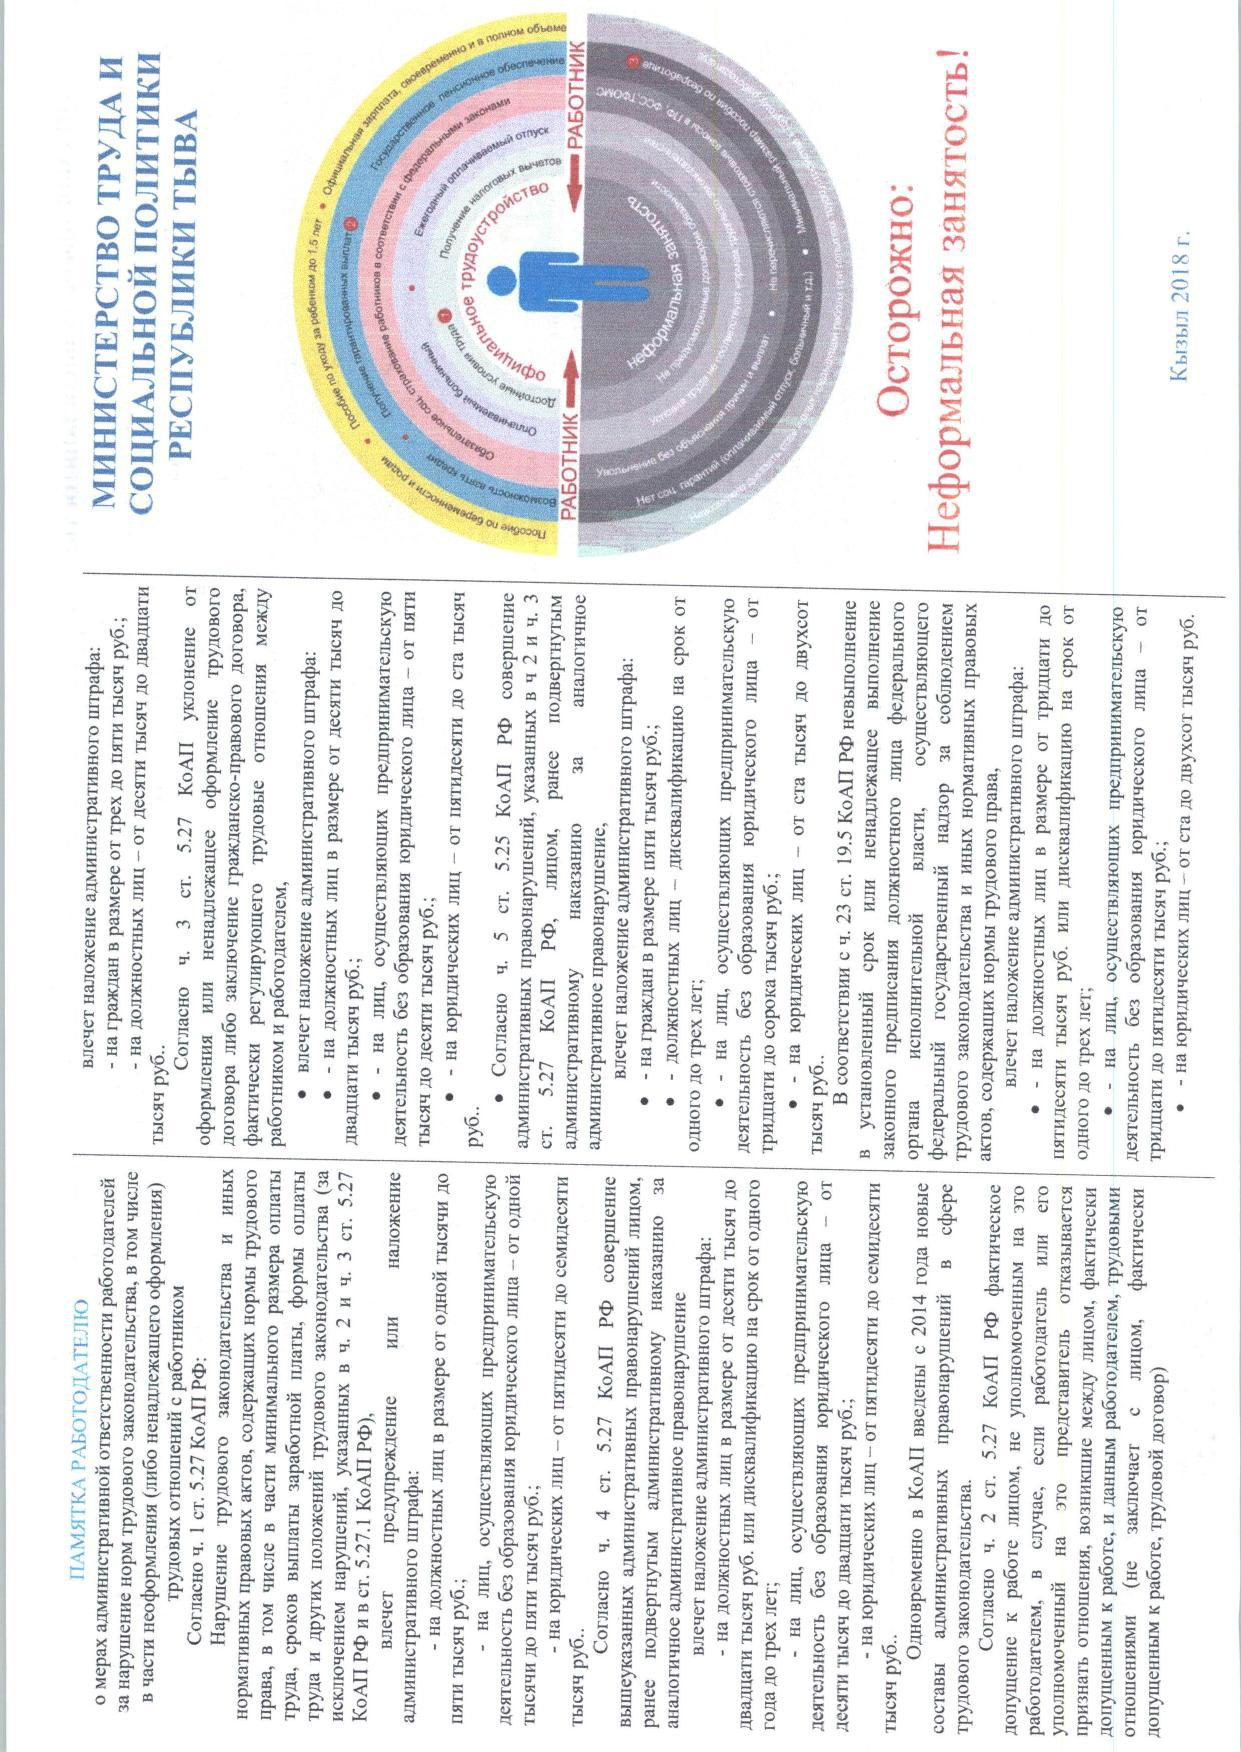 ПАМЯТКА РАБОТОДАТЕЛЮ
о мерах административной ответственности работодателей
за нарушение норм трудового законодательства, в том числе
в части неоформления (либо ненадлежащего оформления)
трудовых отношений с работником
Согласно ч. 1 ст. 5.27 КоАП РФ:
Нарушение трудового законодательства и иных
нормативных правовых актов, содержащих нормы трудового
права, в том числе в части минимального размера оплаты
труда, сроков выплаты заработной платы, формы оплаты
труда и других положений трудового законодательства (за
исключением нарушений, указанных в ч. 2 и ч. 3 ст. 5.27
КоАП РФ и в ст. 5.27.1 КоАП РФ),
влечет предупреждение или наложение
административного штрафа:
- на должностных лиц в размере от одной тысячи до
пяти тысяч руб.;
- на лиц, осуществляющих предпринимательскую
деятельность без образования юридического лица – от одной
тысячи до пяти тысяч руб.;
- на юридических лиц – от пятидесяти до семидесяти
тысяч руб..
Согласно ч. 4 ст. 5.27 КоАП РФ совершение
вышеуказанных административных правонарушений лицом,
ранее подвергнутым административному наказанию за
аналогичное административное правонарушение
влечет наложение административного штрафа:
- на должностных лиц в размере от десяти тысяч до
двадцати тысяч руб. или дисквалификацию на срок от одного
года до трех лет;
- на лиц, осуществляющих предпринимательскую
деятельность без образования юридического лица – от
десяти тысяч до двадцати тысяч руб.;
- на юридических лиц – от пятидесяти до семидесяти
тысяч руб..
Одновременно в КоАП введены с 2014 года новые
составы административных правонарушений в сфере
трудового законодательства.
Согласно ч. 2 ст. 5.27 КоАП РФ фактическое
допущение к работе лицом, не уполномоченным на это
работодателем, в случае, если работодатель или его
уполномоченный на это представитель отказывается
признать отношения, возникшие между лицом, фактически
допущенным к работе, и данным работодателем, трудовыми
отношениями (не заключает с лицом, фактически
допущенным к работе, трудовой договор)
влечет наложение административного штрафа:
- на граждан в размере от трех до пяти тысяч руб.;
- на должностных лиц – от десяти тысяч до двадцати
тысяч руб..
Согласно ч. 3 ст. 5.27 КоАП уклонение от
оформления или ненадлежащее оформление трудового
договора либо заключение гражданско-правового договора,
фактически регулирующего трудовые отношения между
работником и работодателем,
• влечет наложение административного штрафа:
• - на должностных лиц в размере от десяти тысяч до
двадцати тысяч руб.;
• - на лиц, осуществляющих предпринимательскую
деятельность без образования юридического лица – от пяти
тысяч до десяти тысяч руб.;
• - на юридических лиц – от пятидесяти до ста тысяч
руб..
• Согласно ч. 5 ст. 5.25 КоАП РФ совершение
административных правонарушений, указанных в ч 2 и ч. 3
ст. 5.27 КоАП РФ, лицом, ранее подвергнутым
административному наказанию за аналогичное
административное правонарушение,
влечет наложение административного штрафа:
• - на граждан в размере пяти тысяч руб.;
• - должностных лиц – дисквалификацию на срок от
одного до трех лет;
• - на лиц, осуществляющих предпринимательскую
деятельность без образования юридического лица – от
тридцати до сорока тысяч руб.;
• - на юридических лиц – от ста тысяч до двухсот
тысяч руб..
В соответствии с ч. 23 ст. 19.5 КоАП РФ невыполнение
в установленный срок или ненадлежащее выполнение
законного предписания должностного лица федерального
органа исполнительной власти, осуществляющего
федеральный государственный надзор за соблюдением
трудового законодательства и иных нормативных правовых
актов, содержащих нормы трудового права,
влечет наложение административного штрафа:
• - на должностных лиц в размере от тридцати до
пятидесяти тысяч руб. или дисквалификацию на срок от
одного до трех лет;
• - на лиц, осуществляющих предпринимательскую
деятельность без образования юридического лица – от
тридцати до пятидесяти тысяч руб.;
• - на юридических лиц – от ста до двухсот тысяч руб.
МИНИСТЕРСТВО ТРУДА И
СОЦИАЛЬНОЙ ПОЛИТИКИ
РЕСПУБЛИКИ ТЫВА
Пособие по беременности и родам • Пособие по уходу за ребенком до 1,5 лет • Официальная зарплата, своевременно и в полном объеме
Возможность взять кредит • Получение гарантированных выплат 2 Государственное пенсионное обеспечение
Обязательное соц. страхование работников в соответствии с федеральными законами
Оплачиваемый больничный • Ежегодный оплачиваемый отпуск
Достойные условия труда 1 Получение налоговых вычетов
официальное трудоустройство
РАБОТНИК
РАБОТНИК
неформальная занятость
Увольнение без объяснения причины и выплат • На перечисляются страховые взносы в ПФ, ФСС, ТФОМС
Нет соц. гарантий (оплачиваемый отпуск, больничный и т.д.) • Минимальный размер пособия по безработице 3
Осторожно:
Неформальная занятость!
Кызыл 2018 г.